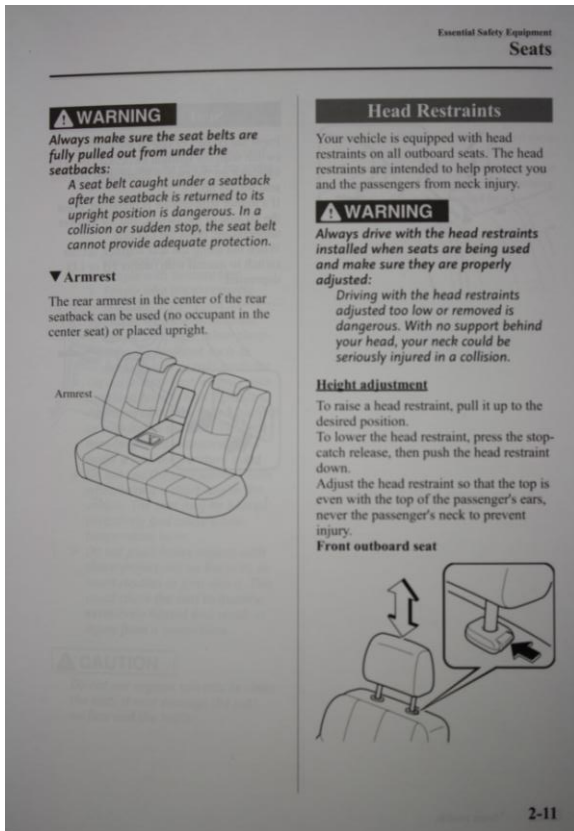 Essential Safety Equipment
Seats
WARNING
Always make sure the seat belts are
fully pulled out from under the
seatbacks:
A seat belt caught under a seatback
after the seatback is returned to its
upright position is dangerous. In a
collision or sudden stop, the seat belt
cannot provide adequate protection.
▼Armrest
The rear armrest in the center of the rear
seatback can be used (no occupant in the
center seat) or placed upright.
Armrest
Head Restraints
Your vehicle is equipped with head
restraints on all outboard seats. The head
restraints are intended to help protect you
and the passengers from neck injury.
WARNING
Always drive with the head restraints
installed when seats are being used
and make sure they are properly
adjusted:
Driving with the head restraints
adjusted too low or removed is
dangerous. With no support behind
your head, your neck could be
seriously injured in a collision.
Height adjustment
To raise a head restraint, pull it up to the
desired position.
To lower the head restraint, press the stop-
catch release, then push the head restraint
down.
Adjust the head restraint so that the top is
even with the top of the passenger's ears,
never the passenger's neck to prevent
injury.
Front outboard seat
CAUTION
2-11